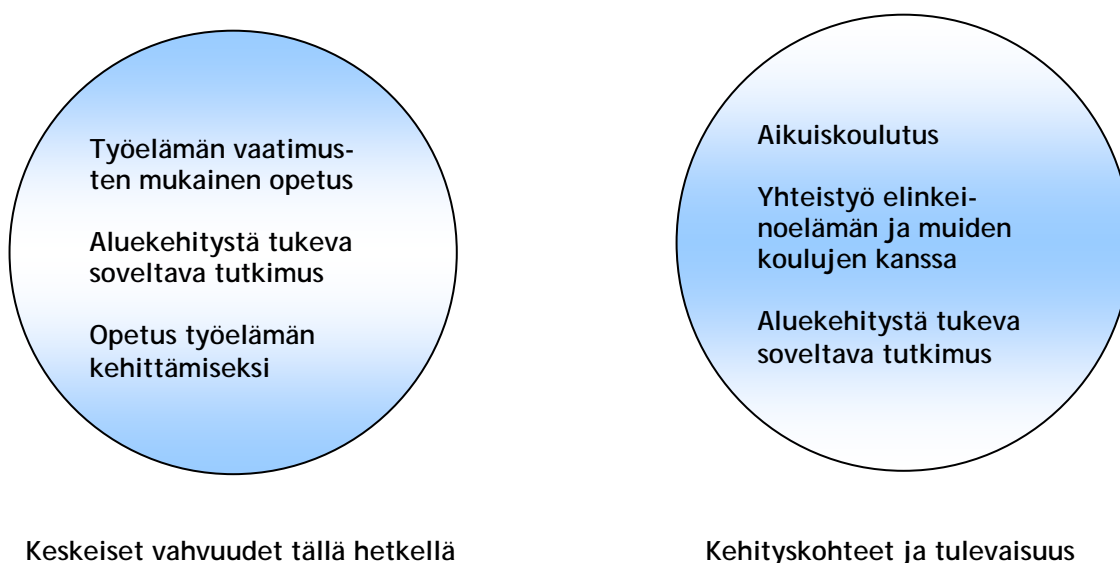 Työelämän vaatimus-
ten mukainen opetus
Aluekehitystä tukeva
soveltava tutkimus
Opetus työelämän
kehittämiseksi
Keskeiset vahvuudet tällä hetkellä
Aikuiskoulutus
Yhteistyö elinkei-
noelämän ja muiden
koulujen kanssa
Aluekehitystä tukeva
soveltava tutkimus
Kehityskohteet ja tulevaisuus